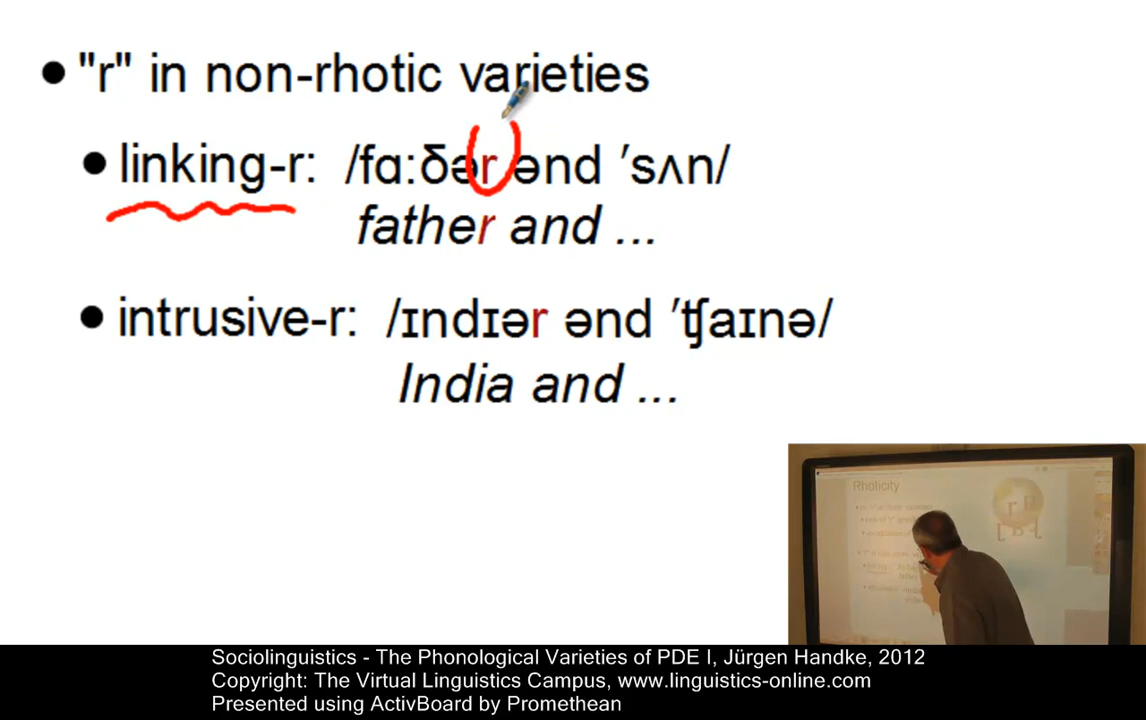 • "r" in non-rhotic varieties
• linking-r: /fɑːðər ənd ˈsʌn/
father and ...
• intrusive-r: /ɪndɪər ənd ˈʧaɪnə/
India and ...
Rhoticity
Sociolinguistics - The Phonological Varieties of PDE I, Jürgen Handke, 2012
Copyright: The Virtual Linguistics Campus, www.linguistics-online.com
Presented using ActivBoard by Promethean